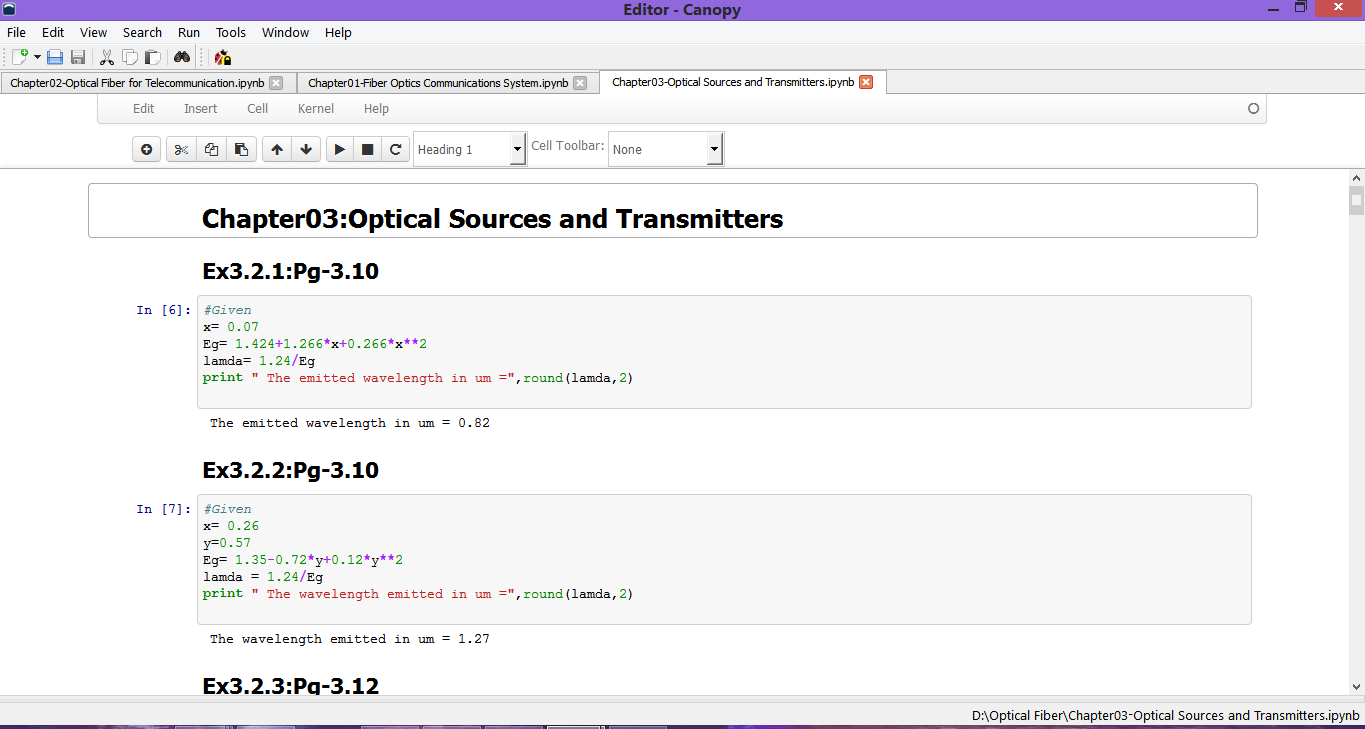 Editor - Canopy
File Edit View Search Run Tools Window Help
Chapter02-Optical Fiber for Telecommunication.ipynb Chapter01-Fiber Optics Communications System.ipynb Chapter03-Optical Sources and Transmitters.ipynb
Edit Insert Cell Kernel Help
Heading 1 Cell Toolbar: None
Chapter03:Optical Sources and Transmitters
Ex3.2.1:Pg-3.10
In [6]: #Given
x= 0.07
Eg= 1.424+1.266*x+0.266*x**2
lamda= 1.24/Eg
print " The emitted wavelength in um =",round(lamda,2)
The emitted wavelength in um = 0.82
Ex3.2.2:Pg-3.10
In [7]: #Given
x= 0.26
y=0.57
Eg= 1.35-0.72*y+0.12*y**2
lamda = 1.24/Eg
print " The wavelength emitted in um =",round(lamda,2)
The wavelength emitted in um = 1.27
Ex3.2.3:Pg-3.12
D:\Optical Fiber\Chapter03-Optical Sources and Transmitters.ipynb